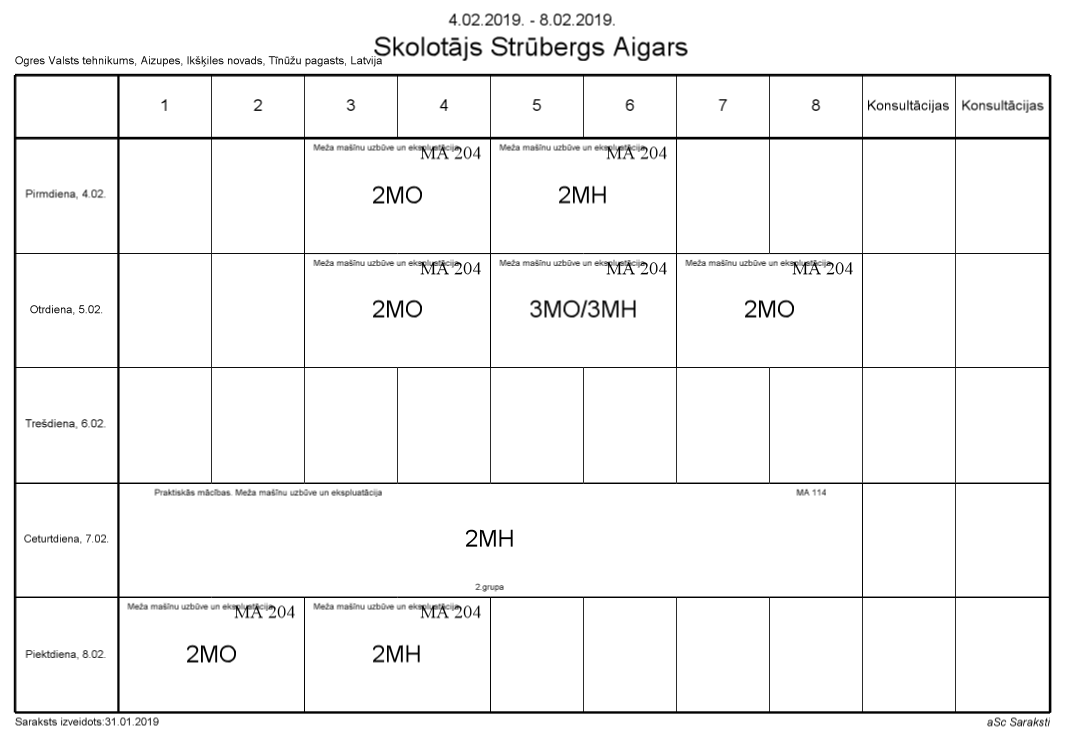 4.02.2019. - 8.02.2019.
Skolotājs Strūbergs Aigars
Ogres Valsts tehnikums, Aizupes, Ikšķiles novads, Tīnūžu pagasts, Latvija
1 2 3 4 5 6 7 8 Konsultācijas Konsultācijas
Meža mašīnu uzbūve un ekspluatācija MA 204 Meža mašīnu uzbūve un ekspluatācija MA 204
Pirmdiena, 4.02. 2MO 2MH
Meža mašīnu uzbūve un ekspluatācija MA 204 Meža mašīnu uzbūve un ekspluatācija MA 204 Meža mašīnu uzbūve un ekspluatācija MA 204
Otrdiena, 5.02. 2MO 3MO/3MH 2MO
Trešdiena, 6.02.
Praktiskās mācības. Meža mašīnu uzbūve un ekspluatācija MA 114
Ceturtdiena, 7.02. 2MH
2.grupa
Meža mašīnu uzbūve un ekspluatācija MA 204 Meža mašīnu uzbūve un ekspluatācija MA 204
Piektdiena, 8.02. 2MO 2MH
Saraksts izveidots:31.01.2019 aSc Saraksti